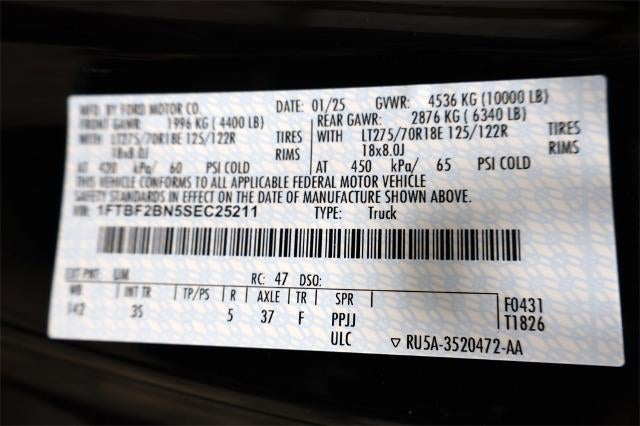 MFD. BY FORD MOTOR CO. DATE: 01/25 GVWR: 4536 KG (10000 LB)
FRONT GAWR: 1996 KG ( 4400 LB) REAR GAWR: 2876 KG ( 6340 LB)
WITH LT275/70R18E 125/122R TIRES WITH LT275/70R18E 125/122R TIRES
18x8.0J RIMS 18x8.0J RIMS
AT 420 kPa/ 60 PSI COLD AT 450 kPa/ 65 PSI COLD
THIS VEHICLE CONFORMS TO ALL APPLICABLE FEDERAL MOTOR VEHICLE
SAFETY STANDARDS IN EFFECT ON THE DATE OF MANUFACTURE SHOWN ABOVE.
VIN: 1FTBF2BN5SEC25211 TYPE: Truck
EXT PNT: UM RC: 47 DSO:
WB INT TR TP/PS R AXLE TR SPR F0431
142 3S 5 37 F PPJJ T1826
ULC RU5A-3520472-AA